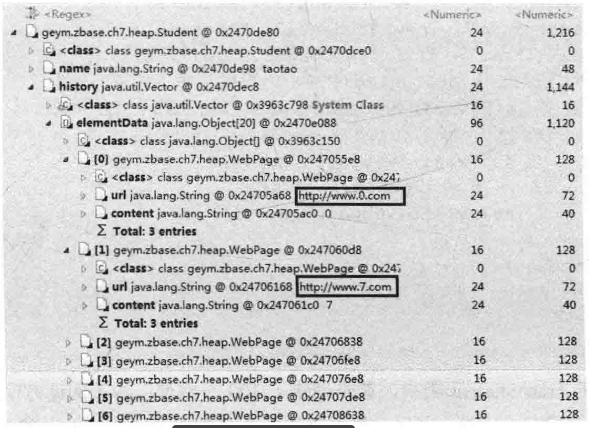 <Regex> <Numeric> <Numeric>
geym.zbase.ch7.heap.Student @ 0x2470de80 24 1,216
<class> class geym.zbase.ch7.heap.Student @ 0x2470dce0 0 0
name java.lang.String @ 0x2470de98 taotao 24 48
history java.util.Vector @ 0x2470dec8 24 1,144
<class> class java.util.Vector @ 0x3963c798 System Class 16 16
elementData java.lang.Object[20] @ 0x2470e088 96 1,120
<class> class java.lang.Object[] @ 0x3963c150 0 0
[0] geym.zbase.ch7.heap.WebPage @ 0x247055e8 16 128
<class> class geym.zbase.ch7.heap.WebPage @ 0x247 0 0
url java.lang.String @ 0x24705a68 http://www.0.com 24 72
content java.lang.String @ 0x24705ac0 0 24 40
Σ Total: 3 entries
[1] geym.zbase.ch7.heap.WebPage @ 0x247060d8 16 128
<class> class geym.zbase.ch7.heap.WebPage @ 0x247 0 0
url java.lang.String @ 0x24706168 http://www.7.com 24 72
content java.lang.String @ 0x247061c0 7 24 40
Σ Total: 3 entries
[2] geym.zbase.ch7.heap.WebPage @ 0x24706838 16 128
[3] geym.zbase.ch7.heap.WebPage @ 0x24706fe8 16 128
[4] geym.zbase.ch7.heap.WebPage @ 0x247076e8 16 128
[5] geym.zbase.ch7.heap.WebPage @ 0x24707de8 16 128
[6] geym.zbase.ch7.heap.WebPage @ 0x24708638 16 128